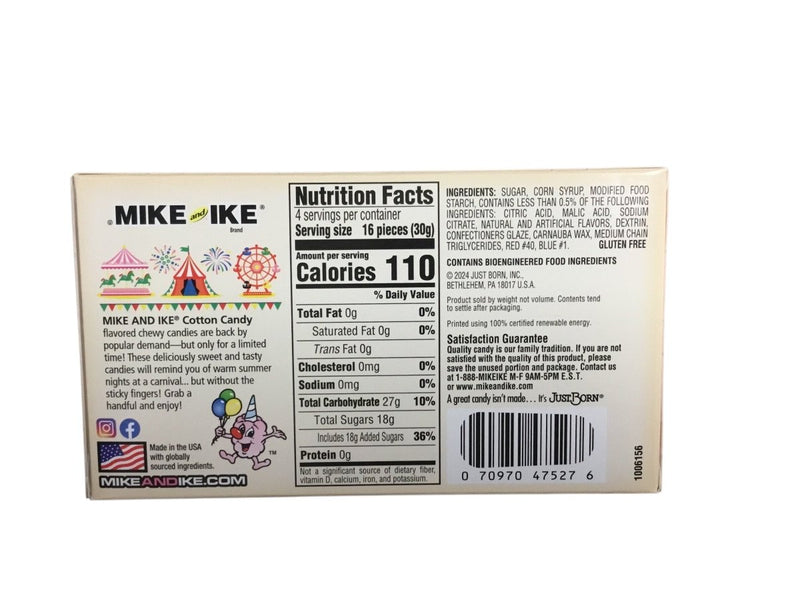 MIKE and IKE®
Brand
MIKE AND IKE® Cotton Candy
flavored chewy candies are back by
popular demand—but only for a limited
time! These deliciously sweet and tasty
candies will remind you of warm summer
nights at a carnival... but without the
sticky fingers! Grab a
handful and enjoy!
Made in the USA
with globally
sourced ingredients.
TM
MIKEANDIKE.COM
Nutrition Facts
4 servings per container
Serving size 16 pieces (30g)
Amount per serving
Calories 110
% Daily Value
Total Fat 0g 0%
Saturated Fat 0g 0%
Trans Fat 0g
Cholesterol 0mg 0%
Sodium 0mg 0%
Total Carbohydrate 27g 10%
Total Sugars 18g
Includes 18g Added Sugars 36%
Protein 0g
Not a significant source of dietary fiber,
vitamin D, calcium, iron, and potassium.
INGREDIENTS: SUGAR, CORN SYRUP, MODIFIED FOOD
STARCH, CONTAINS LESS THAN 0.5% OF THE FOLLOWING
INGREDIENTS: CITRIC ACID, MALIC ACID, SODIUM
CITRATE, NATURAL AND ARTIFICIAL FLAVORS, DEXTRIN,
CONFECTIONERS GLAZE, CARNAUBA WAX, MEDIUM CHAIN
TRIGLYCERIDES, RED #40, BLUE #1. GLUTEN FREE
CONTAINS BIOENGINEERED FOOD INGREDIENTS
© 2024 JUST BORN, INC.,
BETHLEHEM, PA 18017 U.S.A.
Product sold by weight not volume. Contents tend
to settle after packaging.
Printed using 100% certified renewable energy.
Satisfaction Guarantee
Quality candy is our family tradition. If you are not
satisfied with the quality of this product, please
save the unused portion and package. Contact us
at 1-888-MIKEIKE M-F 9AM-5PM E.S.T.
or www.mikeandike.com
A great candy isn't made... It's JUST BORN®
0 70970 47527 6
1006156